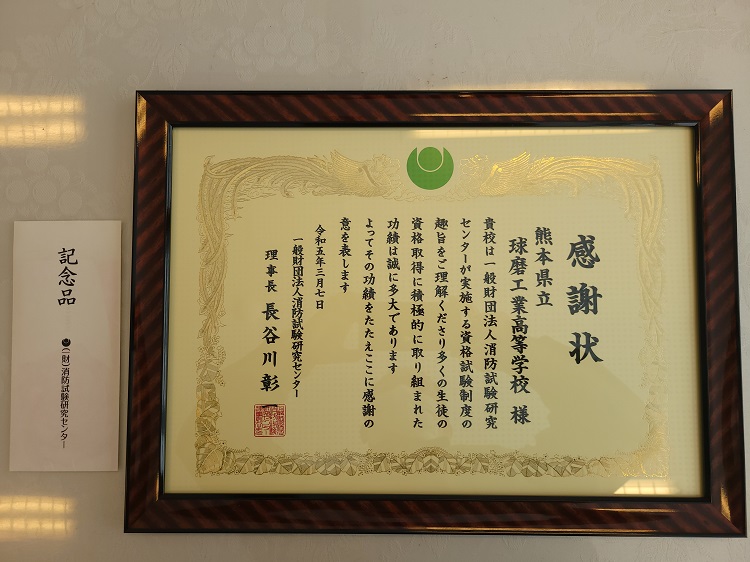 感謝状
熊本県立
球磨工業高等学校 様
貴校は一般財団法人消防試験研究
センターが実施する資格試験制度の
趣旨をご理解くださり多くの生徒の
資格取得に積極的に取り組まれた
功績は誠に多大であります
よってその功績をたたえここに感謝の
意を表します
令和五年三月七日
一般財団法人消防試験研究センター
理事長 長谷川彰一
記念品
(一財)消防試験研究センター